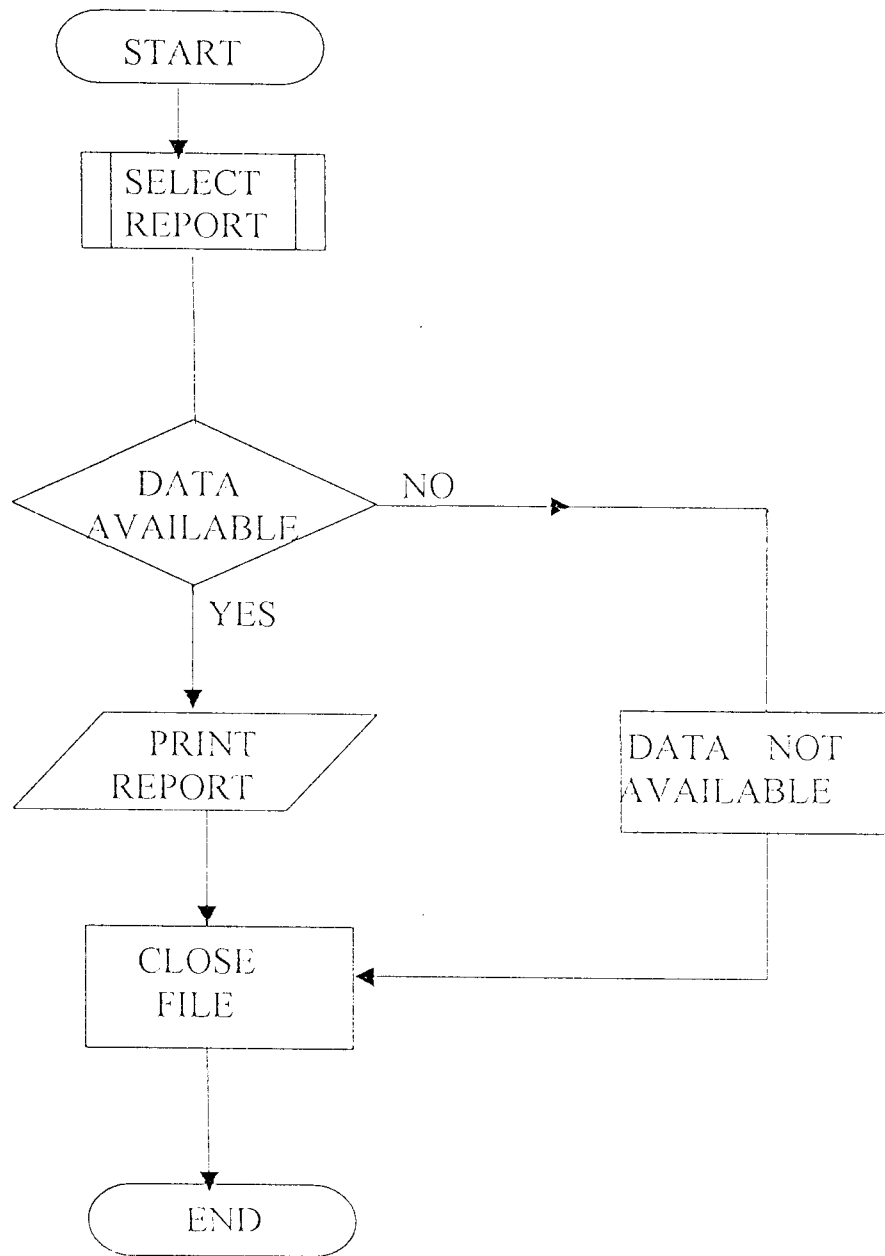 START
SELECT
REPORT
DATA
AVAILABLE
NO
YES
PRINT
REPORT
DATA NOT
AVAILABLE
CLOSE
FILE
END